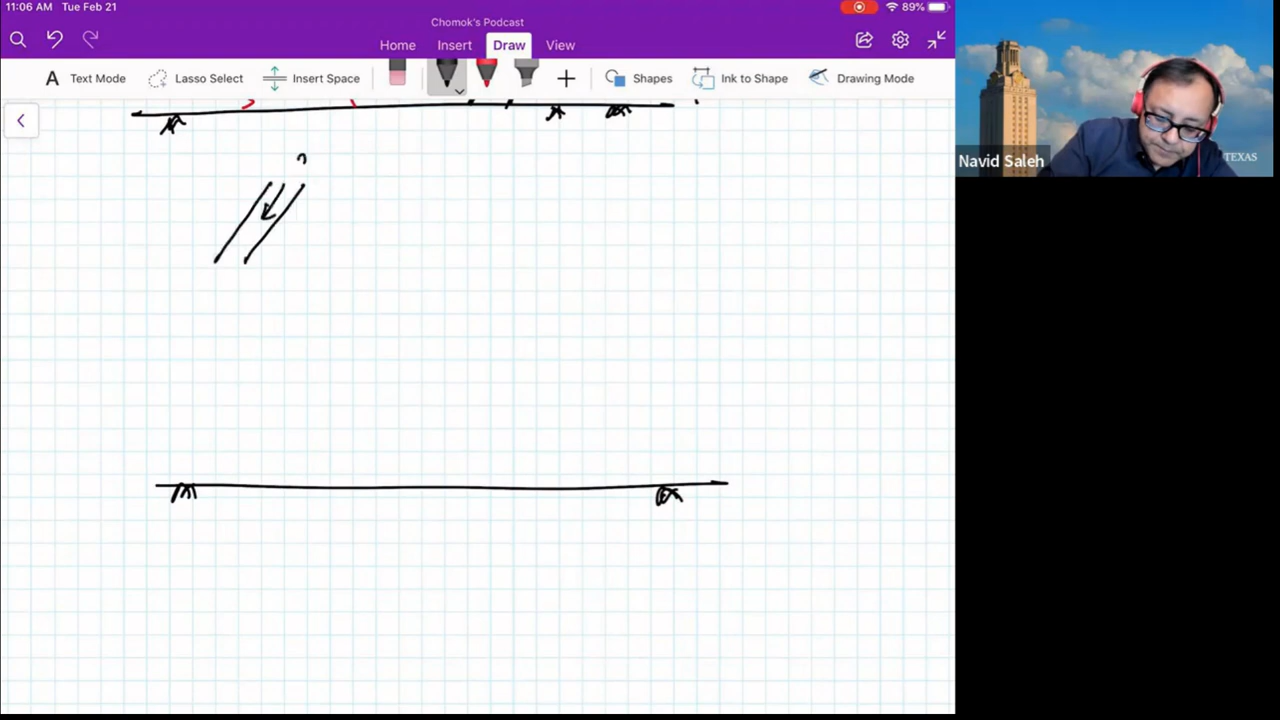 11:06 AM Tue Feb 21
89%
Chomok's Podcast
Home Insert Draw View
A Text Mode Lasso Select Insert Space Shapes Ink to Shape Drawing Mode
Navid Saleh
TEXAS